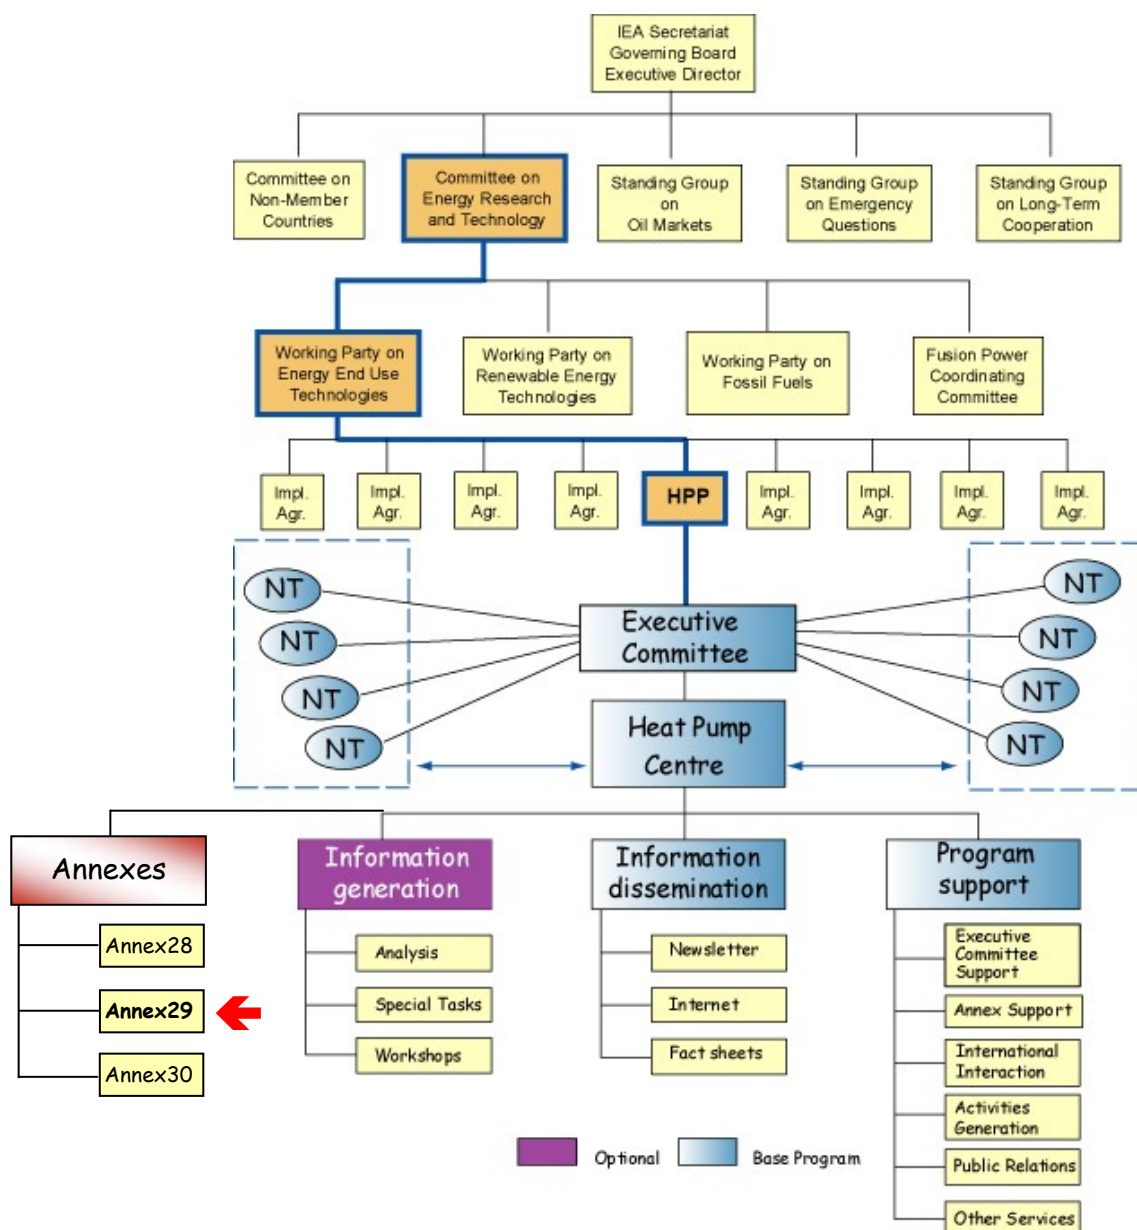 IEA Secretariat
Governing Board
Executive Director
Committee on
Non-Member
Countries
Committee on
Energy Research
and Technology
Standing Group
on
Oil Markets
Standing Group
on Emergency
Questions
Standing Group
on Long-Term
Cooperation
Working Party on
Energy End Use
Technologies
Working Party on
Renewable Energy
Technologies
Working Party on
Fossil Fuels
Fusion Power
Coordinating
Committee
Impl.
Agr.
Impl.
Agr.
Impl.
Agr.
Impl.
Agr.
HPP
Impl.
Agr.
Impl.
Agr.
Impl.
Agr.
Impl.
Agr.
NT
NT
NT
NT
Executive
Committee
NT
NT
NT
NT
Heat Pump
Centre
Annexes
Annex28
Annex29
Annex30
Information
generation
Analysis
Special Tasks
Workshops
Information
dissemination
Newsletter
Internet
Fact sheets
Program
support
Executive
Committee
Support
Annex Support
International
Interaction
Activities
Generation
Public Relations
Other Services
Optional
Base Program